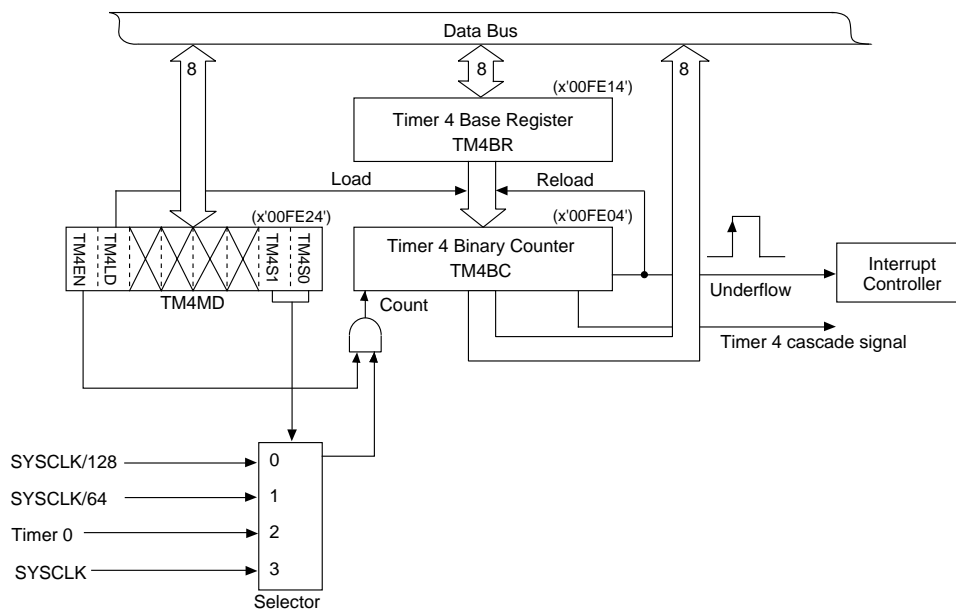 Data Bus
8
8
8
(x'00FE14')
Timer 4 Base Register
TM4BR
Load
Reload
(x'00FE24')
(x'00FE04')
TM4EN
TM4LD
TM4S1
TM4S0
TM4MD
Timer 4 Binary Counter
TM4BC
Count
Underflow
Interrupt
Controller
Timer 4 cascade signal
SYSCLK/128
0
SYSCLK/64
1
Timer 0
2
SYSCLK
3
Selector